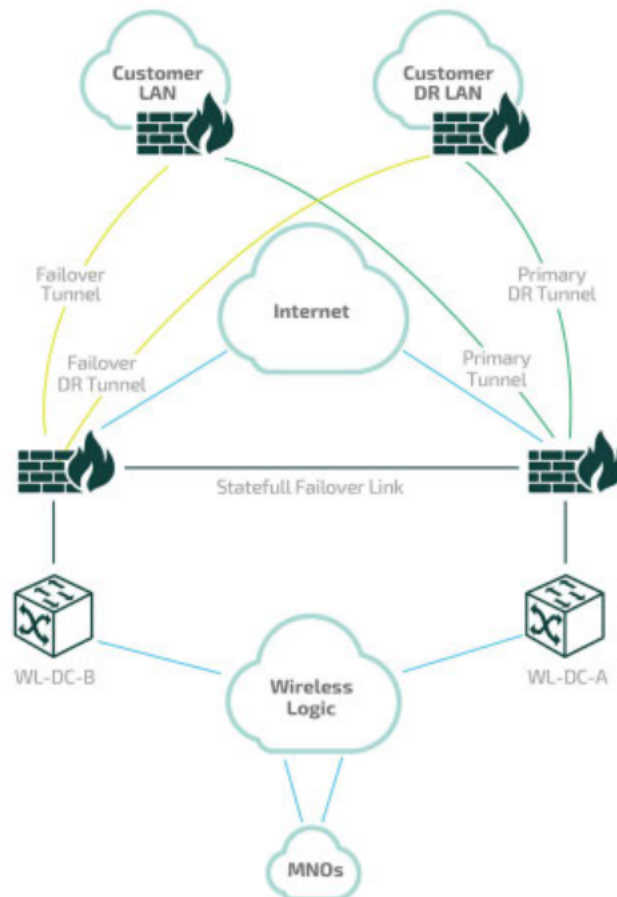 Customer
LAN
Customer
DR LAN
Failover
Tunnel
Internet
Primary
DR Tunnel
Failover
DR Tunnel
Primary
Tunnel
Statefull Failover Link
WL-DC-B
Wireless
Logic
WL-DC-A
MNOs